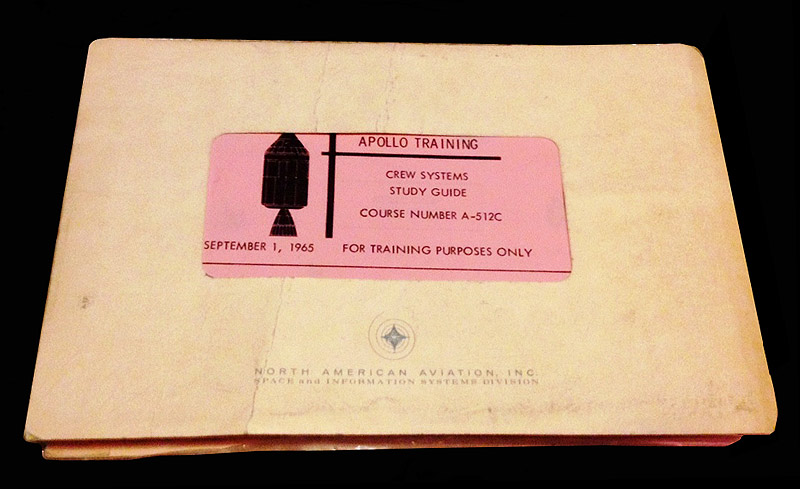 APOLLO TRAINING
CREW SYSTEMS
STUDY GUIDE
COURSE NUMBER A-512C
SEPTEMBER 1, 1965 FOR TRAINING PURPOSES ONLY
NORTH AMERICAN AVIATION, INC.
SPACE and INFORMATION SYSTEMS DIVISION